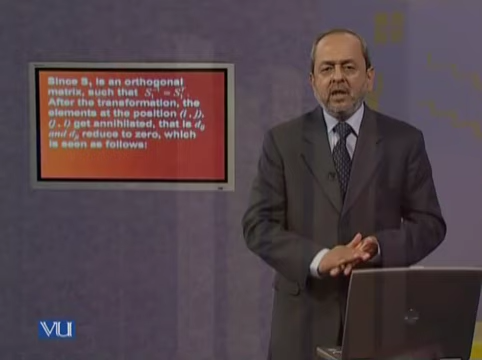 Since S₁ is an orthogonal
matrix, such that S₁⁻¹ = S₁ᵀ.
After the transformation, the
elements at the position (i, j),
(j, i) get annihilated, that is dᵢⱼ
and dⱼᵢ reduce to zero, which
is seen as follows:
VU